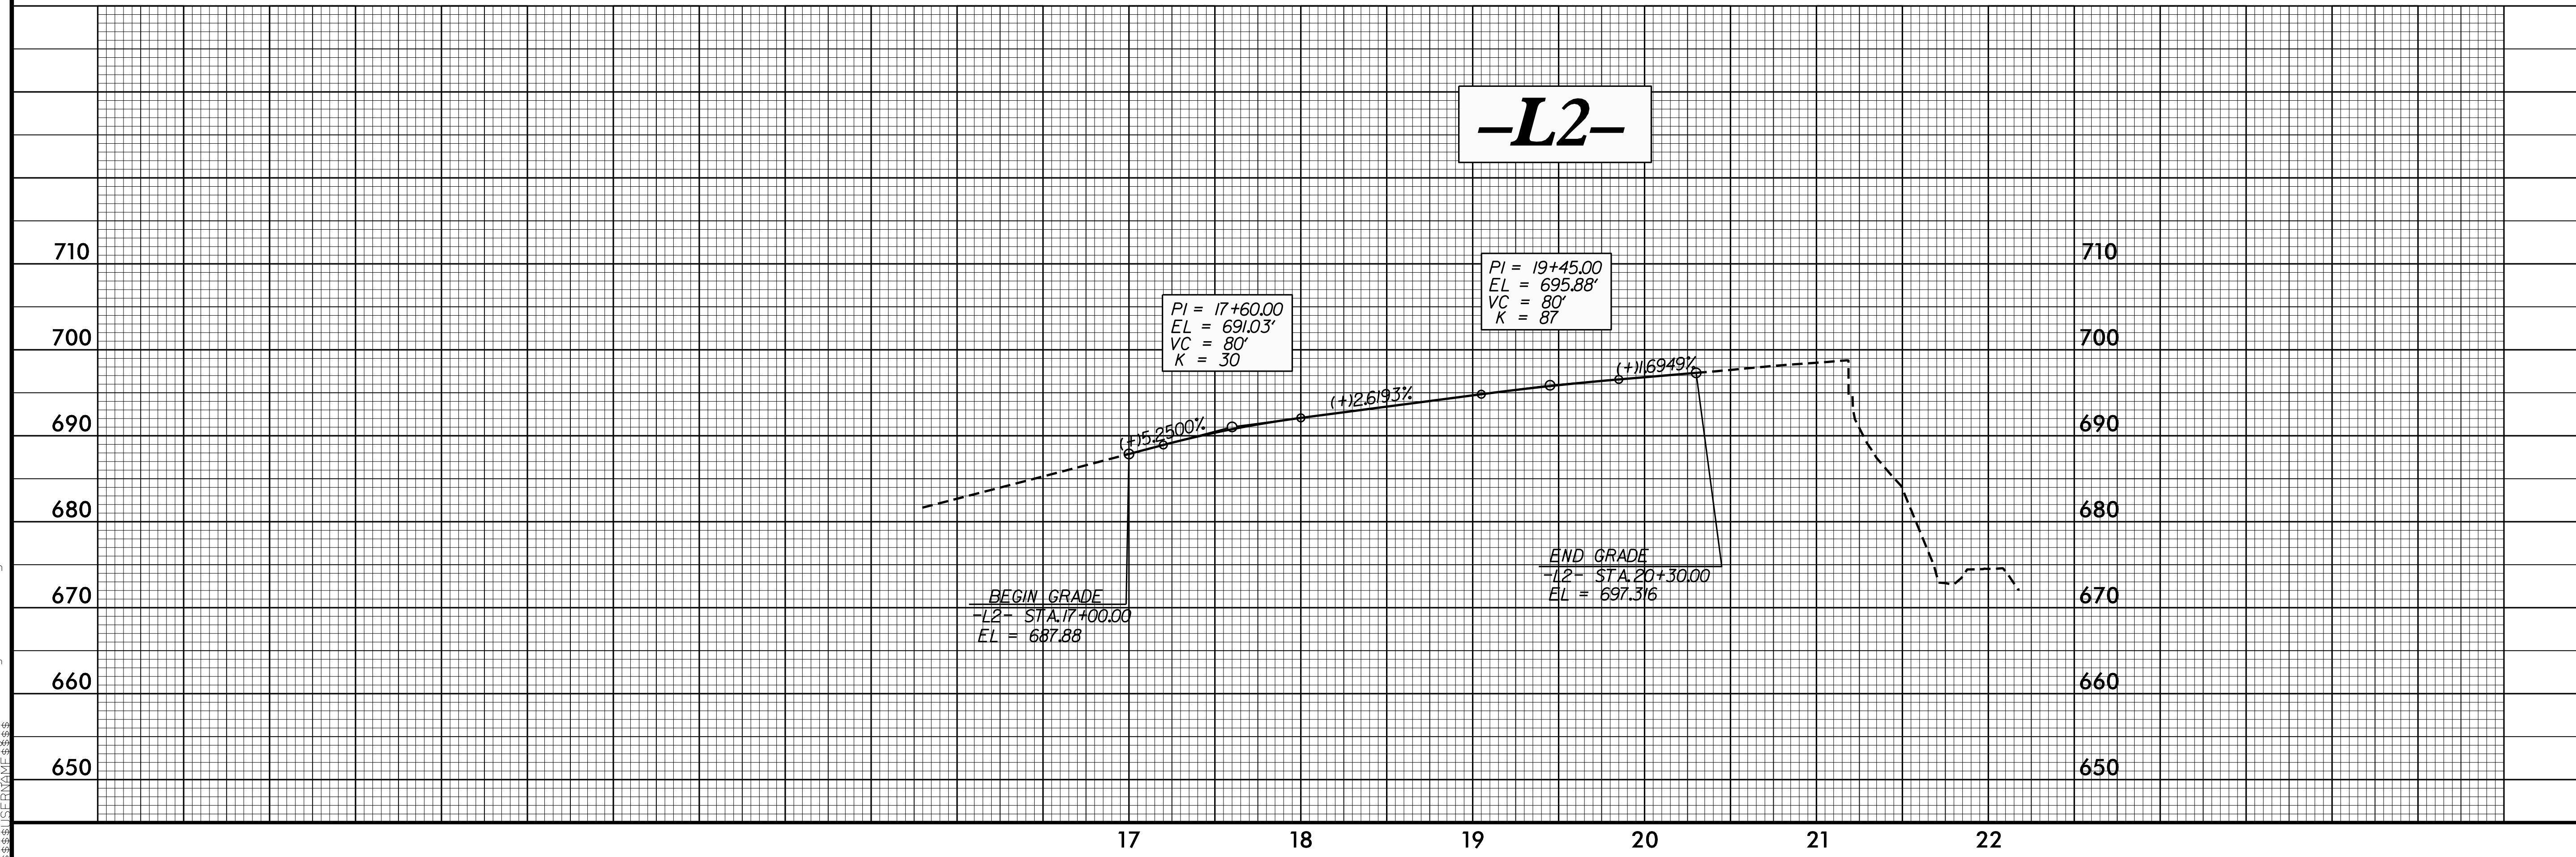 –L2–
710 710
PI = 19+45.00
EL = 695.88'
VC = 80'
K = 87
PI = 17+60.00
EL = 691.03'
VC = 80'
K = 30
700 700
(+)1.6949%
(+)2.6193%
(+)5.2500%
690 690
680 680
END GRADE
-L2- STA.20+30.00
EL = 697.316
BEGIN GRADE
-L2- STA.17+00.00
EL = 687.88
670 670
660 660
650 650
17 18 19 20 21 22